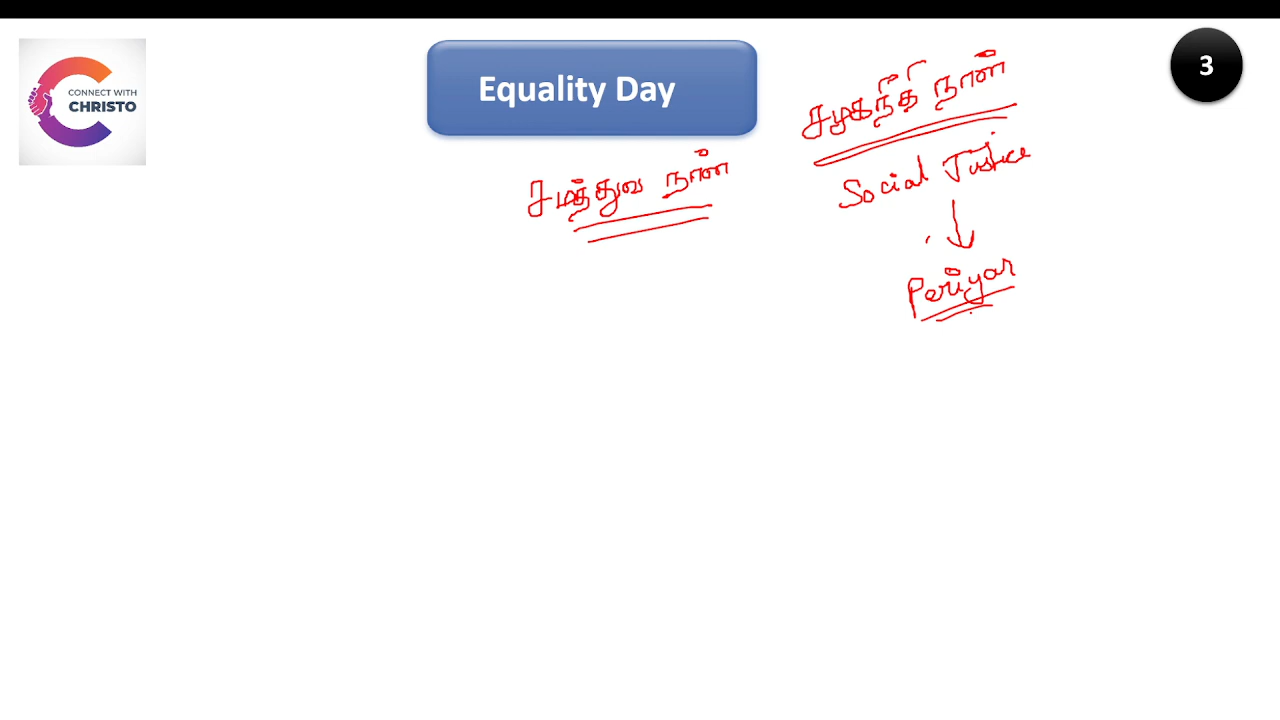 CONNECT WITH
CHRISTO
Equality Day
3
சமூகநீதி நாள்
Social Justice
சமத்துவ நாள்
Periyar